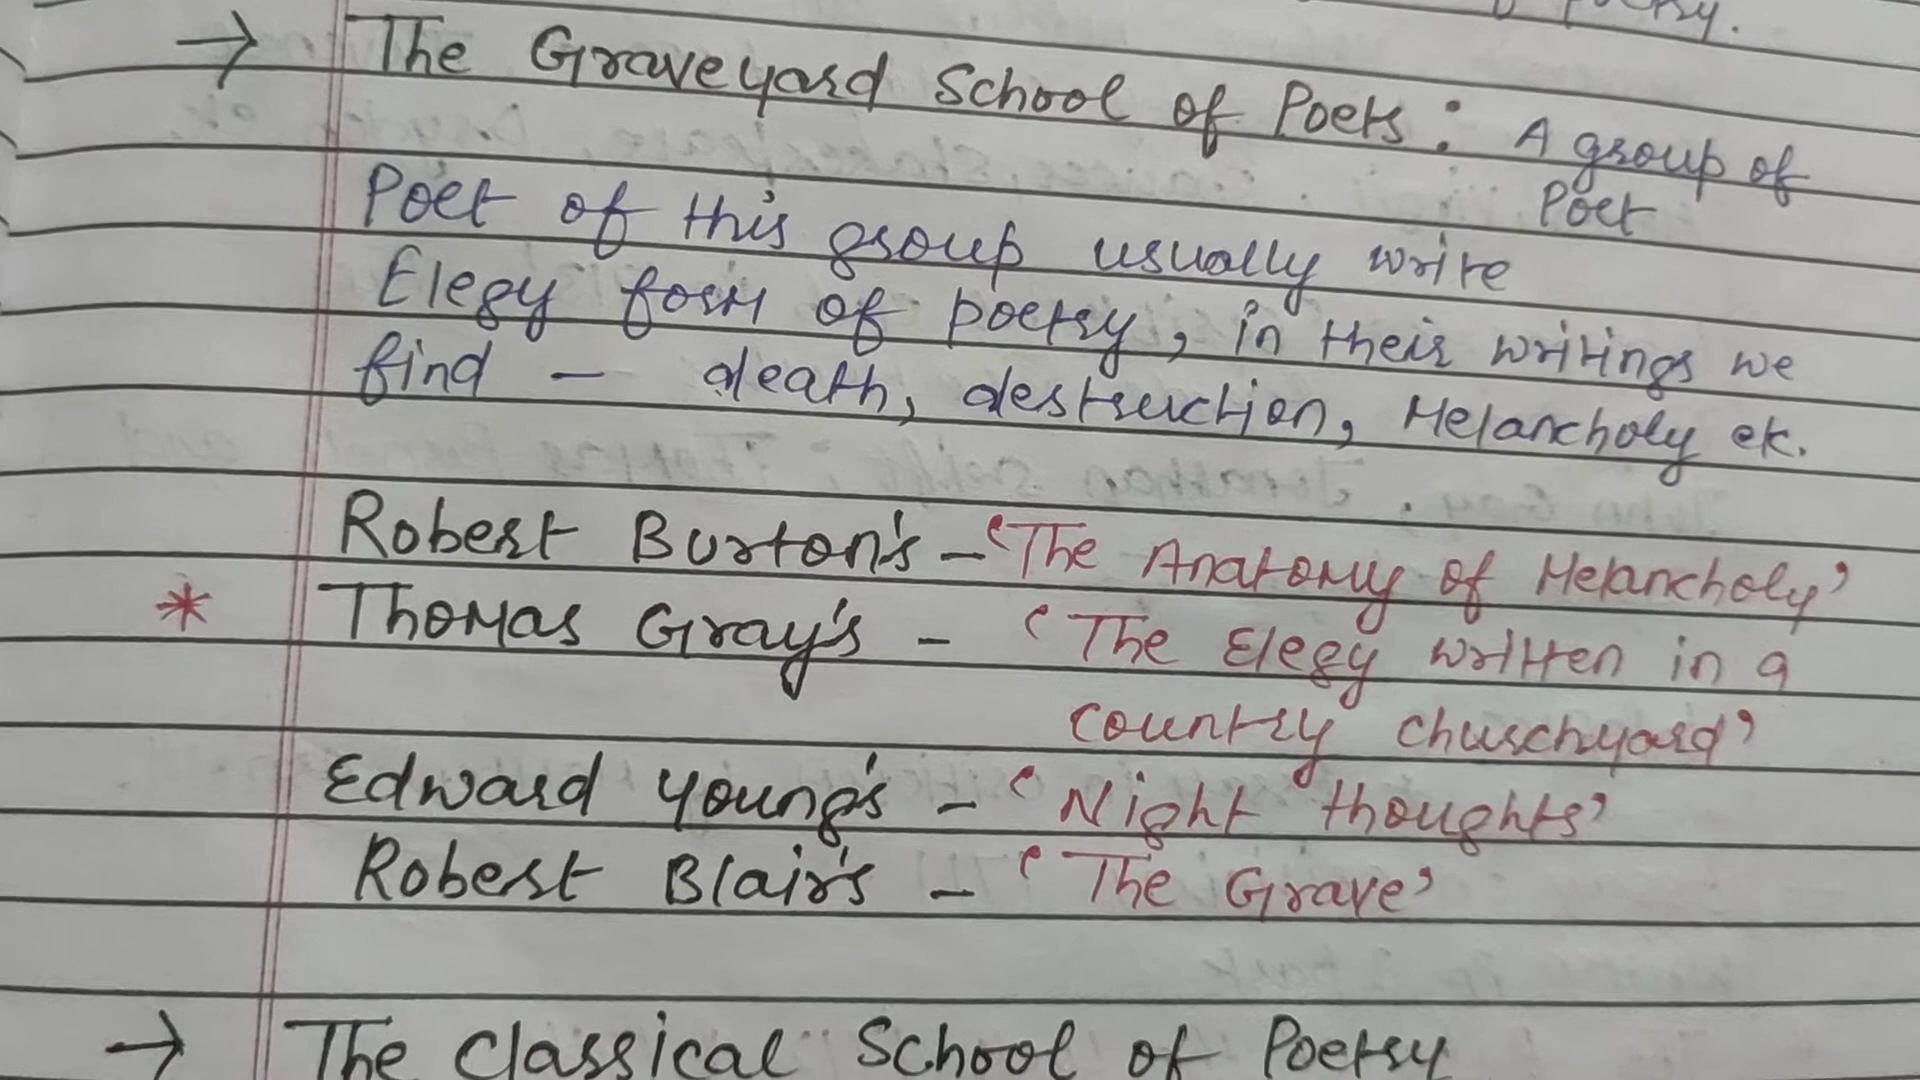 → The Graveyard School of Poets : A group of
Poet
Poet of this group usually write
Elegy form of poetry, in their writings we
find - death, destruction, Melancholy etc.
Robert Burton's - 'The Anatomy of Melancholy'
* Thomas Gray's - 'The Elegy written in a
country churchyard'
Edward Young's - 'Night thoughts'
Robert Blair's - 'The Grave'
→ The Classical School of Poetry